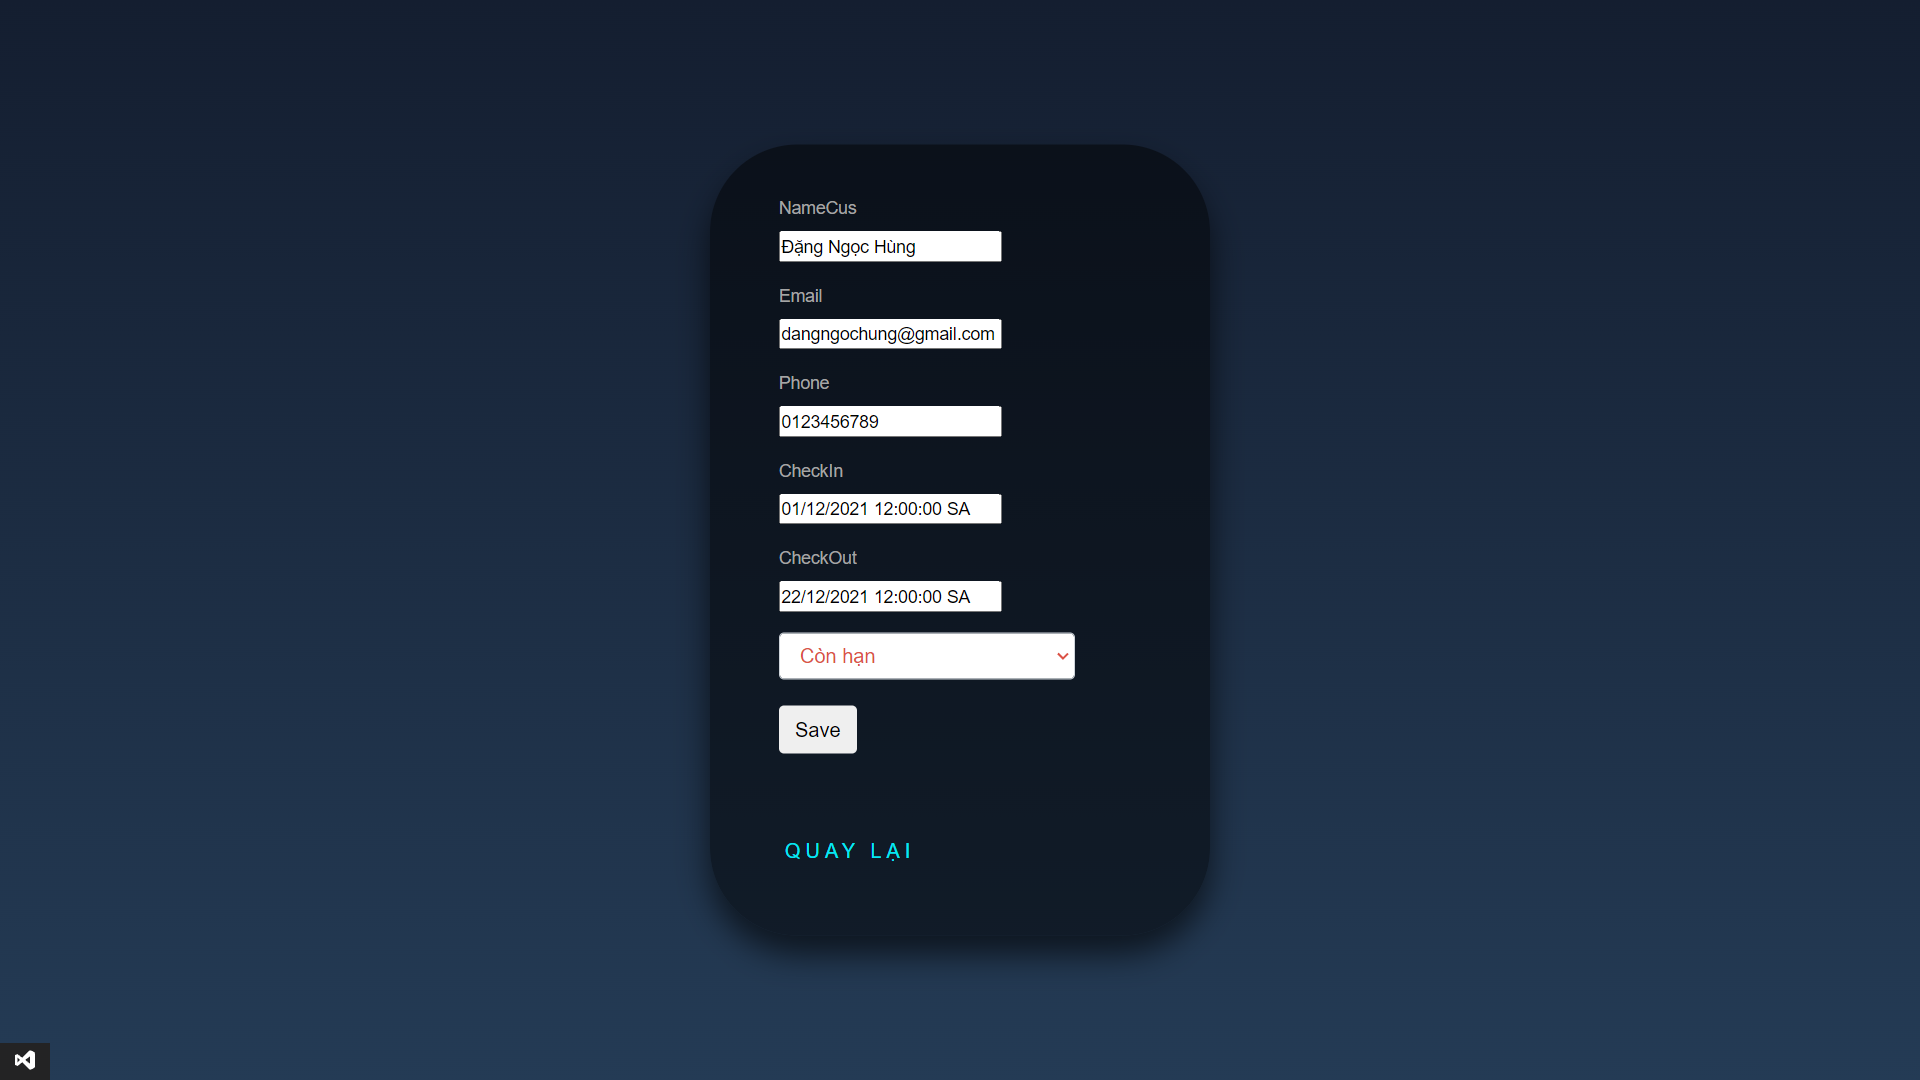 NameCus
Đặng Ngọc Hùng
Email
dangngochung@gmail.com
Phone
0123456789
CheckIn
01/12/2021 12:00:00 SA
CheckOut
22/12/2021 12:00:00 SA
Còn hạn
Save
QUAY LẠI